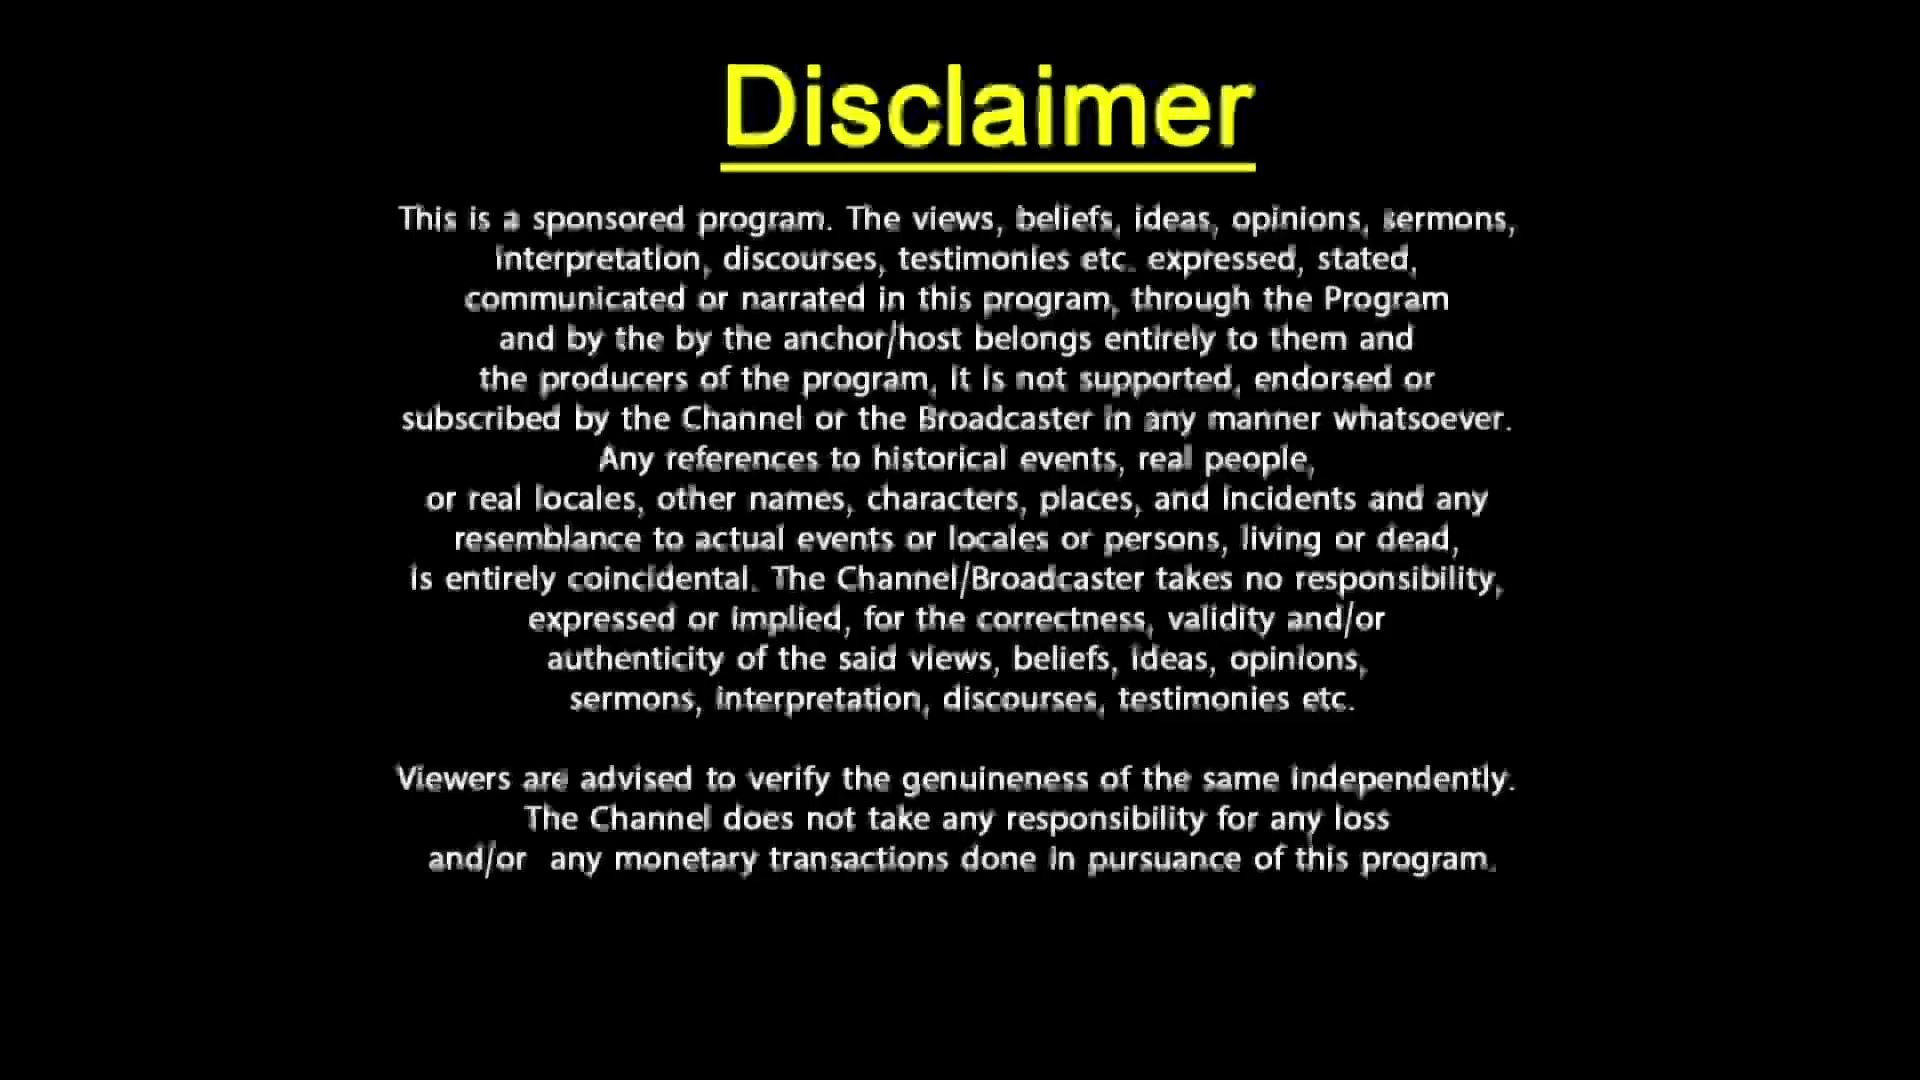 Disclaimer
This is a sponsored program. The views, beliefs, ideas, opinions, sermons,
interpretation, discourses, testimonies etc. expressed, stated,
communicated or narrated in this program, through the Program
and by the by the anchor/host belongs entirely to them and
the producers of the program, it is not supported, endorsed or
subscribed by the Channel or the Broadcaster in any manner whatsoever.
Any references to historical events, real people,
or real locales, other names, characters, places, and incidents and any
resemblance to actual events or locales or persons, living or dead,
is entirely coincidental. The Channel/Broadcaster takes no responsibility,
expressed or implied, for the correctness, validity and/or
authenticity of the said views, beliefs, ideas, opinions,
sermons, interpretation, discourses, testimonies etc.
Viewers are advised to verify the genuineness of the same independently.
The Channel does not take any responsibility for any loss
and/or any monetary transactions done in pursuance of this program.